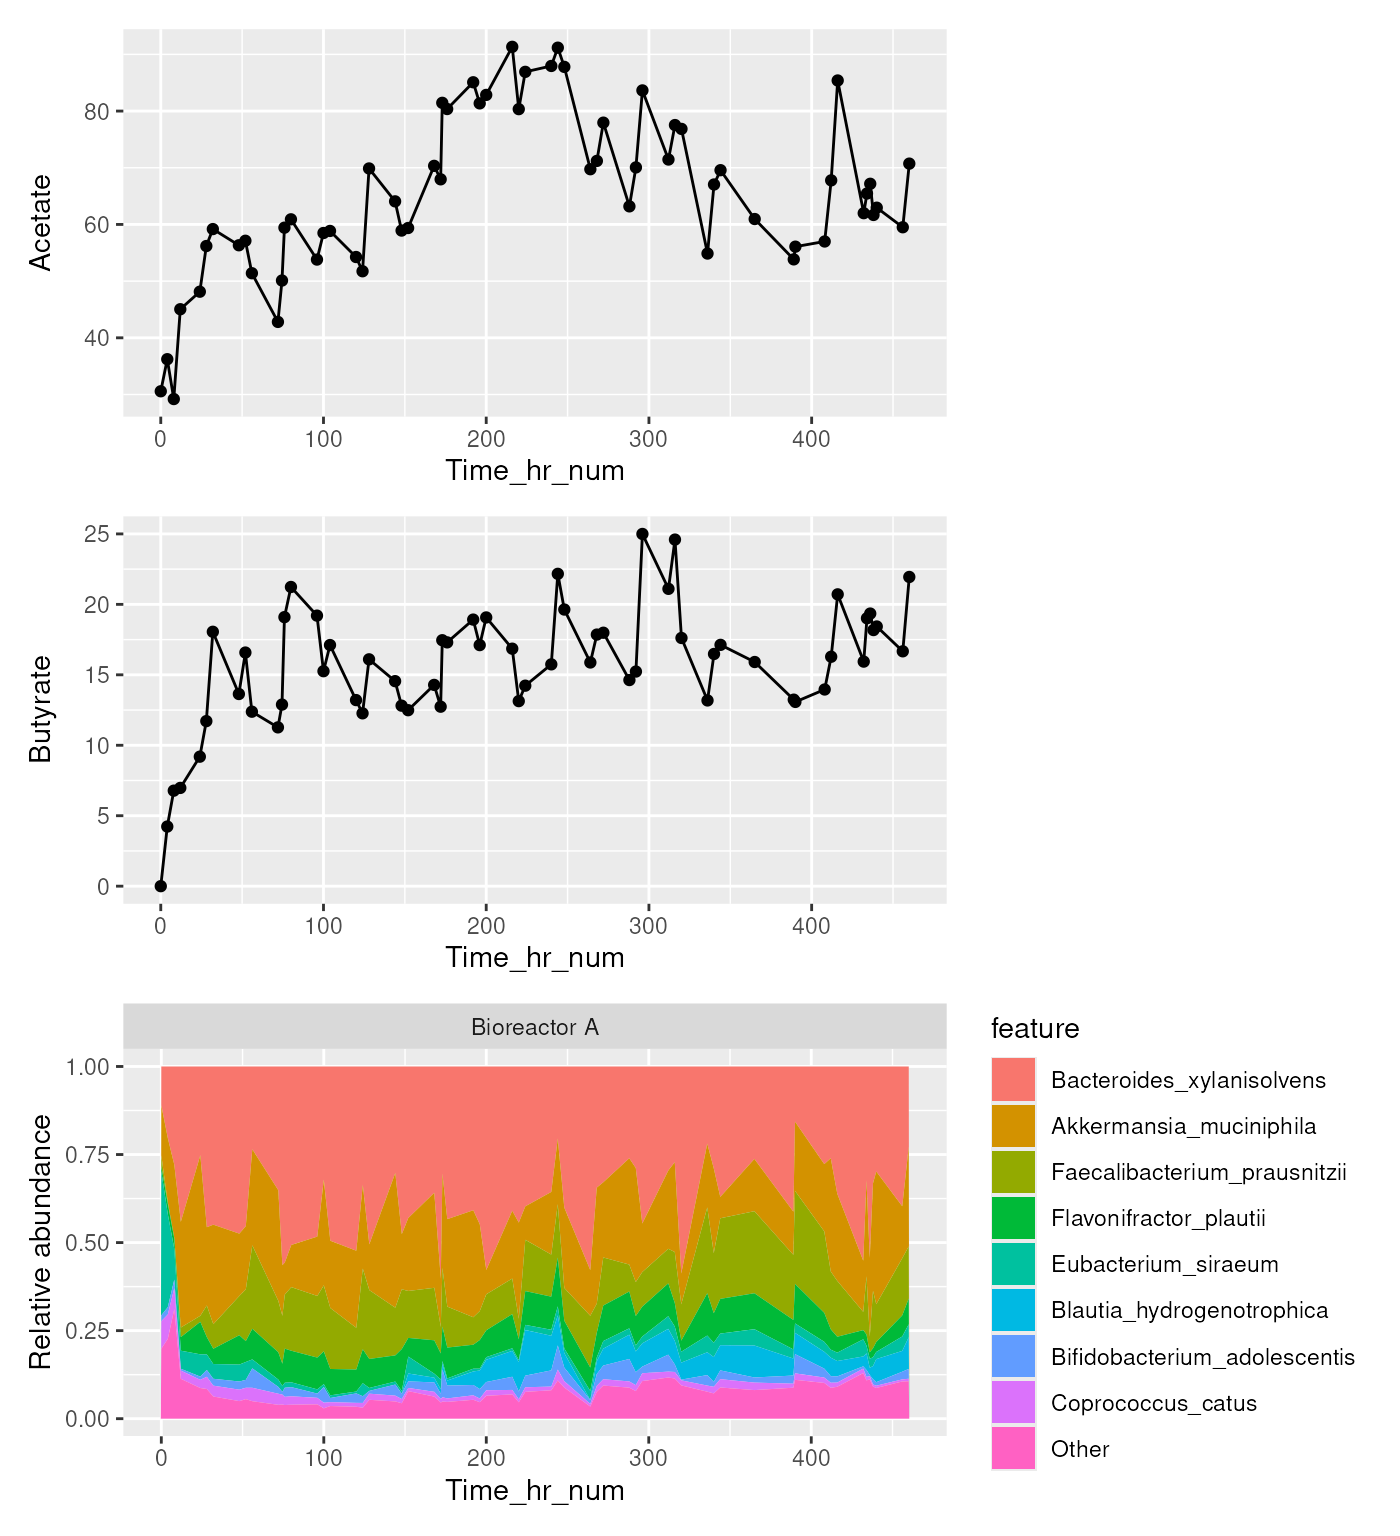 80
60
40
Acetate
0 100 200 300 400
Time_hr_num
25
20
15
10
5
0
Butyrate
0 100 200 300 400
Time_hr_num
Bioreactor A
1.00
0.75
0.50
0.25
0.00
Relative abundance
0 100 200 300 400
Time_hr_num
feature
Bacteroides_xylanisolvens
Akkermansia_muciniphila
Faecalibacterium_prausnitzii
Flavonifractor_plautii
Eubacterium_siraeum
Blautia_hydrogenotrophica
Bifidobacterium_adolescentis
Coprococcus_catus
Other